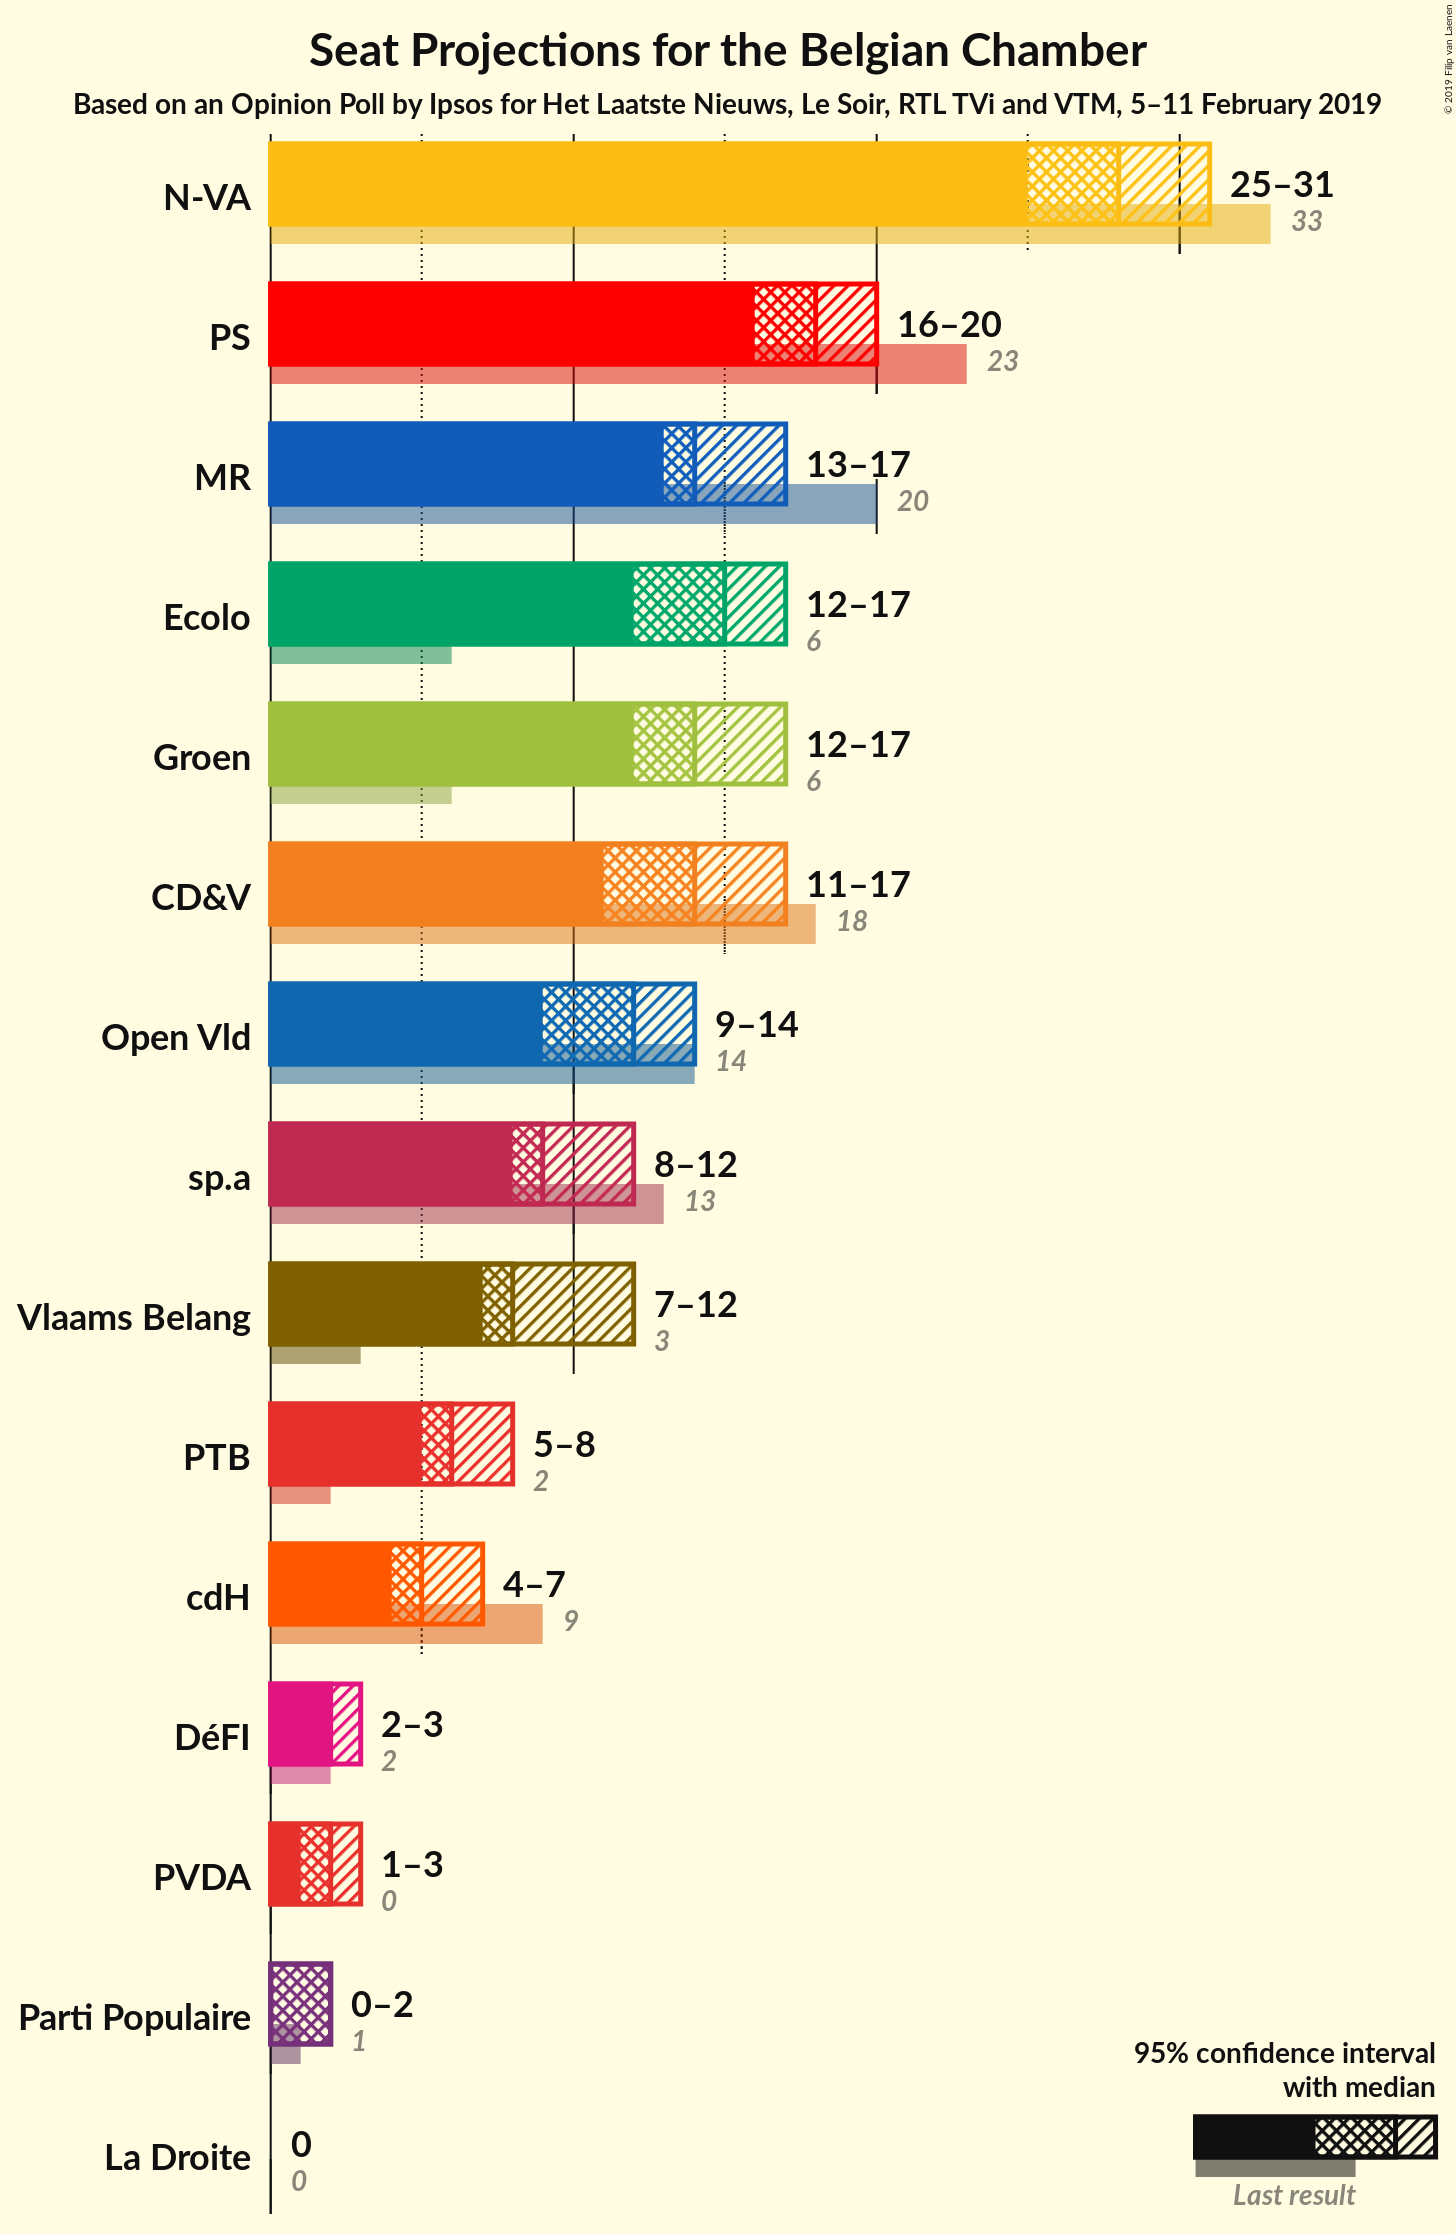 Seat Projections for the Belgian Chamber
Based on an Opinion Poll by Ipsos for Het Laatste Nieuws, Le Soir, RTL TVi and VTM, 5–11 February 2019
© 2019 Filip van Laenen
N-VA
25–31
33
PS
16–20
23
MR
13–17
20
Ecolo
12–17
6
Groen
12–17
6
CD&V
11–17
18
Open Vld
9–14
14
sp.a
8–12
13
Vlaams Belang
7–12
3
PTB
5–8
2
cdH
4–7
9
DéFI
2–3
2
PVDA
1–3
0
Parti Populaire
0–2
1
La Droite
0
0
95% confidence interval
with median
Last result